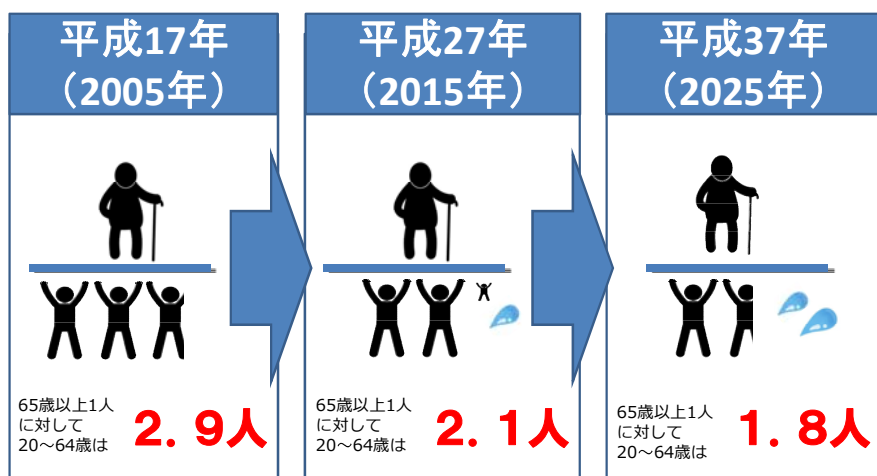 平成17年
（2005年）
65歳以上1人
に対して
20～64歳は
２．９人
平成27年
（2015年）
65歳以上1人
に対して
20～64歳は
２．１人
平成37年
（2025年）
65歳以上1人
に対して
20～64歳は
１．８人